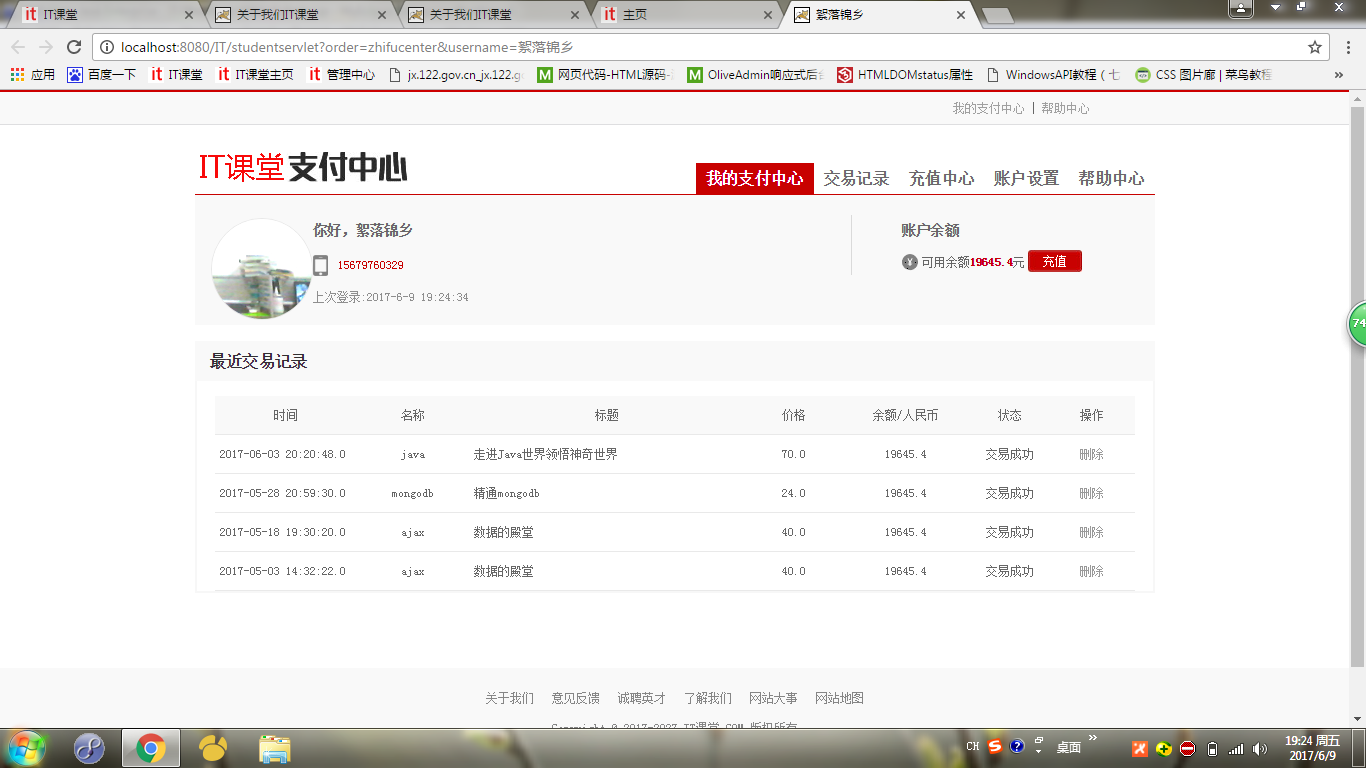 IT课堂
关于我们IT课堂
关于我们IT课堂
主页
絮落锦乡
localhost:8080/IT/studentservlet?order=zhifucenter&username=絮落锦乡
应用 百度一下 IT课堂 IT课堂主页 管理中心 jx.122.gov.cn_jx.122.go 网页代码-HTML源码- OliveAdmin响应式后 HTMLDOMstatus属性 WindowsAPI教程（七 CSS 图片廊 | 菜鸟教程 »
我的支付中心 | 帮助中心
IT课堂 支付中心
我的支付中心 交易记录 充值中心 账户设置 帮助中心
你好，絮落锦乡
15679760329
上次登录:2017-6-9 19:24:34
账户余额
可用余额19645.4元 充值
74
最近交易记录
时间 名称 标题 价格 余额/人民币 状态 操作
2017-06-03 20:20:48.0 java 走进Java世界领悟神奇世界 70.0 19645.4 交易成功 删除
2017-05-28 20:59:30.0 mongodb 精通mongodb 24.0 19645.4 交易成功 删除
2017-05-18 19:30:20.0 ajax 数据的殿堂 40.0 19645.4 交易成功 删除
2017-05-03 14:32:22.0 ajax 数据的殿堂 40.0 19645.4 交易成功 删除
关于我们 意见反馈 诚聘英才 了解我们 网站大事 网站地图
Copyright © 2017-2027 IT课堂.COM 版权所有
CH 桌面 » 19:24 周五
2017/6/9